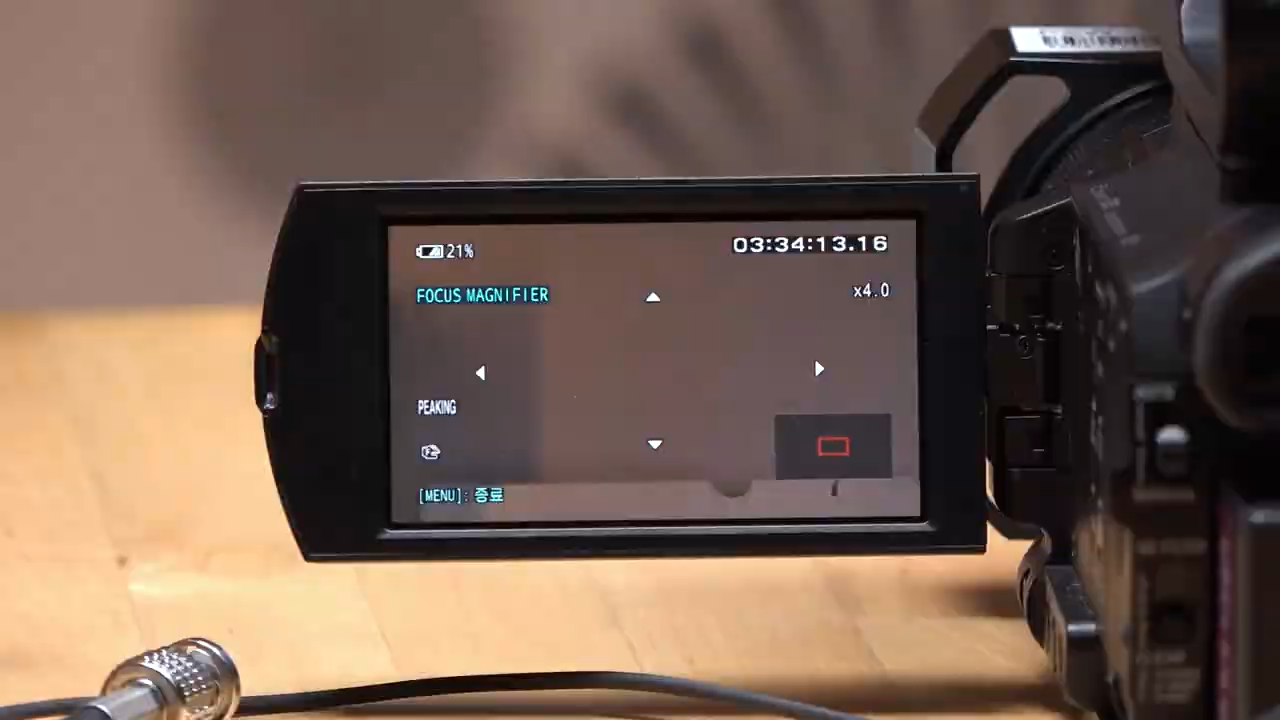 21%
03:34:13.16
FOCUS MAGNIFIER
x4.0
PEAKING
[MENU]: 종료